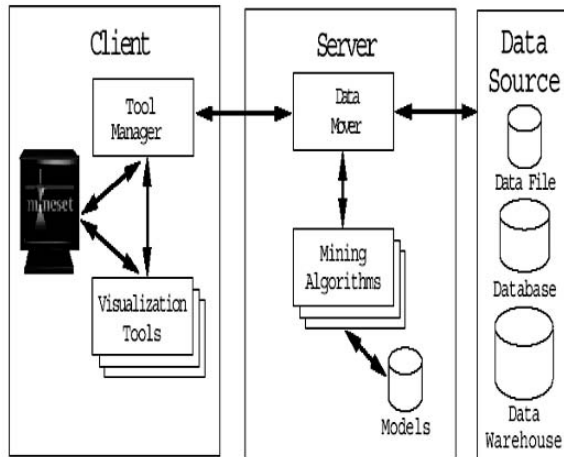 Client
Tool
Manager
mineset
Visualization
Tools
Server
Data
Mover
Mining
Algorithms
Models
Data
Source
Data File
Database
Data
Warehouse